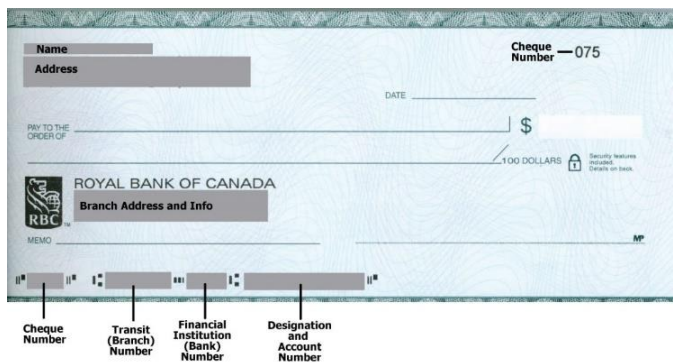 Name
Cheque Number 075
Address
DATE
PAY TO THE
ORDER OF
$
100 DOLLARS
Security features
included.
Details on back.
ROYAL BANK OF CANADA
Branch Address and Info
RBC
TM
MEMO
MP
Cheque
Number
Transit
(Branch)
Number
Financial
Institution
(Bank)
Number
Designation
and
Account
Number